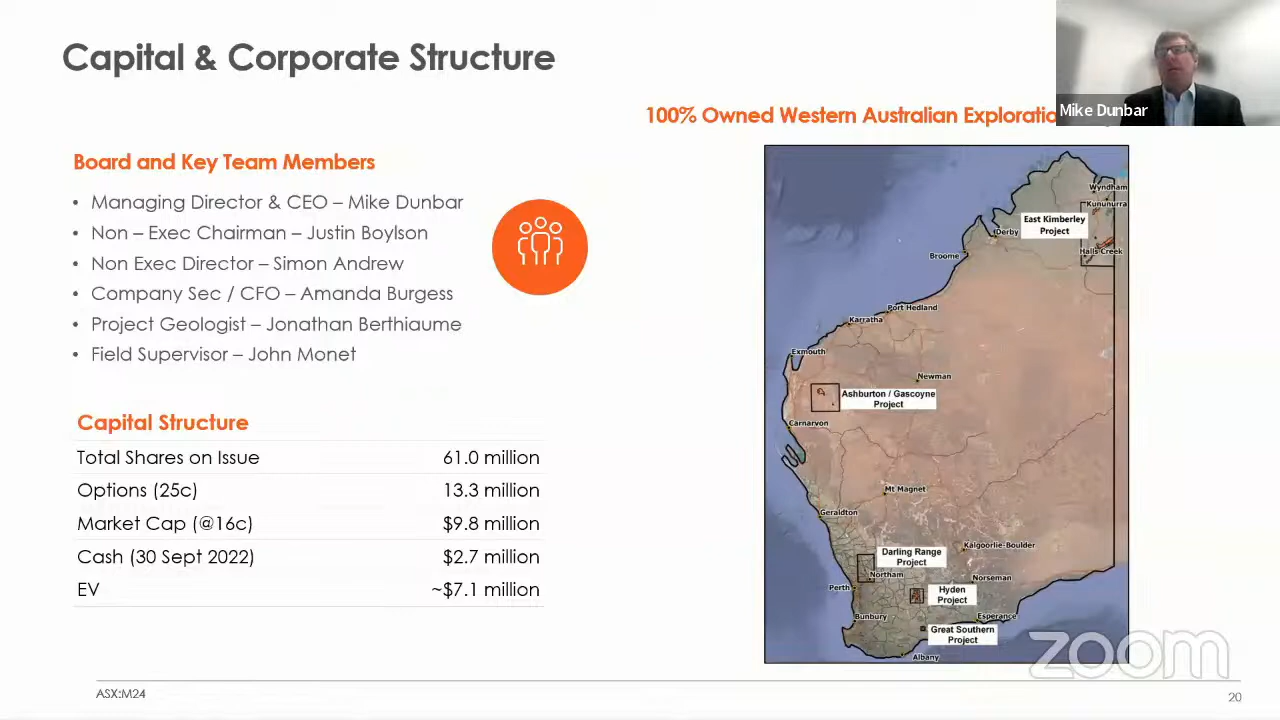 Capital & Corporate Structure
Mike Dunbar
100% Owned Western Australian Exploratio
Board and Key Team Members
• Managing Director & CEO – Mike Dunbar
• Non – Exec Chairman – Justin Boylson
• Non Exec Director – Simon Andrew
• Company Sec / CFO – Amanda Burgess
• Project Geologist – Jonathan Berthiaume
• Field Supervisor – John Monet
Capital Structure
Total Shares on Issue 61.0 million
Options (25c) 13.3 million
Market Cap (@16c) $9.8 million
Cash (30 Sept 2022) $2.7 million
EV ~$7.1 million
Wyndham
Kununurra
East Kimberley
Project
Derby
Halls Creek
Broome
Port Hedland
Karratha
Exmouth
Newman
Ashburton / Gascoyne
Project
Carnarvon
Mt Magnet
Geraldton
Kalgoorlie-Boulder
Darling Range
Project
Northam
Norseman
Perth
Hyden
Project
Bunbury
Esperance
Great Southern
Project
Albany
zoom
ASX:M24
20